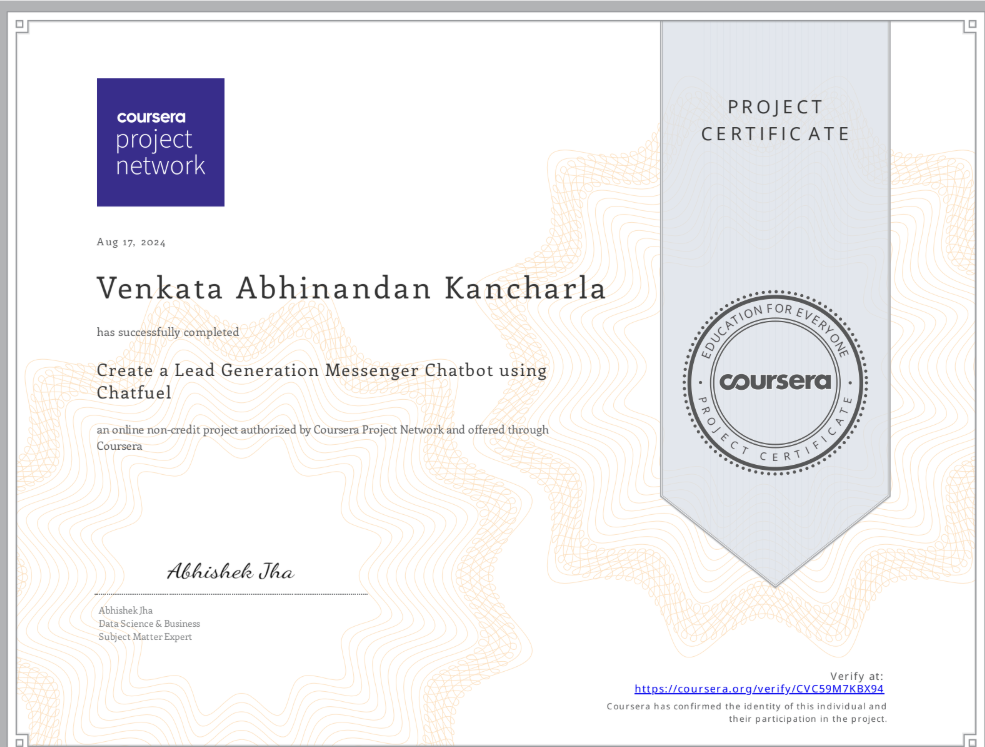 coursera
project
network
PROJECT
CERTIFICATE
Aug 17, 2024
Venkata Abhinandan Kancharla
has successfully completed
Create a Lead Generation Messenger Chatbot using
Chatfuel
an online non-credit project authorized by Coursera Project Network and offered through
Coursera
EDUCATION FOR EVERYONE
coursera
PROJECT CERTIFICATE
Abhishek Jha
Abhishek Jha
Data Science & Business
Subject Matter Expert
Verify at:
https://coursera.org/verify/CVC59M7KBX94
Coursera has confirmed the identity of this individual and
their participation in the project.